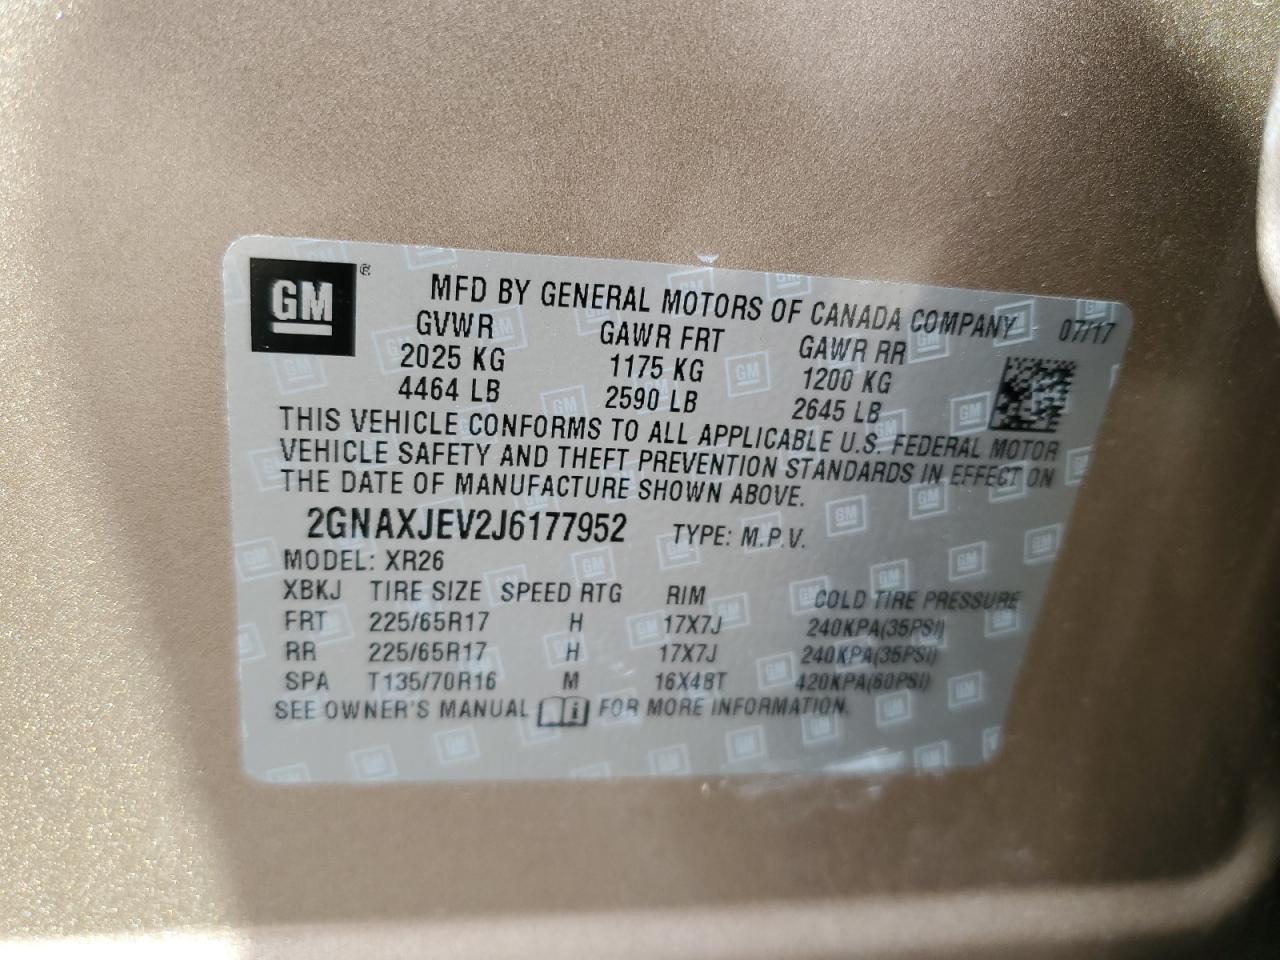 GM ®
MFD BY GENERAL MOTORS OF CANADA COMPANY 07/17
GVWR GAWR FRT GAWR RR
2025 KG 1175 KG 1200 KG
4464 LB 2590 LB 2645 LB
THIS VEHICLE CONFORMS TO ALL APPLICABLE U.S. FEDERAL MOTOR
VEHICLE SAFETY AND THEFT PREVENTION STANDARDS IN EFFECT ON
THE DATE OF MANUFACTURE SHOWN ABOVE.
2GNAXJEV2J6177952 TYPE: M.P.V.
MODEL: XR26
XBKJ TIRE SIZE SPEED RTG RIM COLD TIRE PRESSURE
FRT 225/65R17 H 17X7J 240KPA(35PSI)
RR 225/65R17 H 17X7J 240KPA(35PSI)
SPA T135/70R16 M 16X4BT 420KPA(60PSI)
SEE OWNER'S MANUAL FOR MORE INFORMATION.